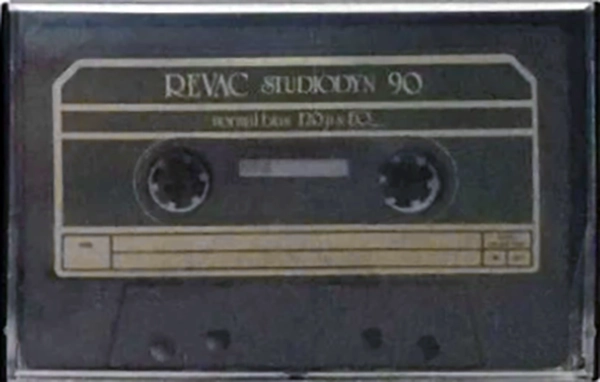 REVAC STUDIODYN 90
normal bias 120 µs EQ.